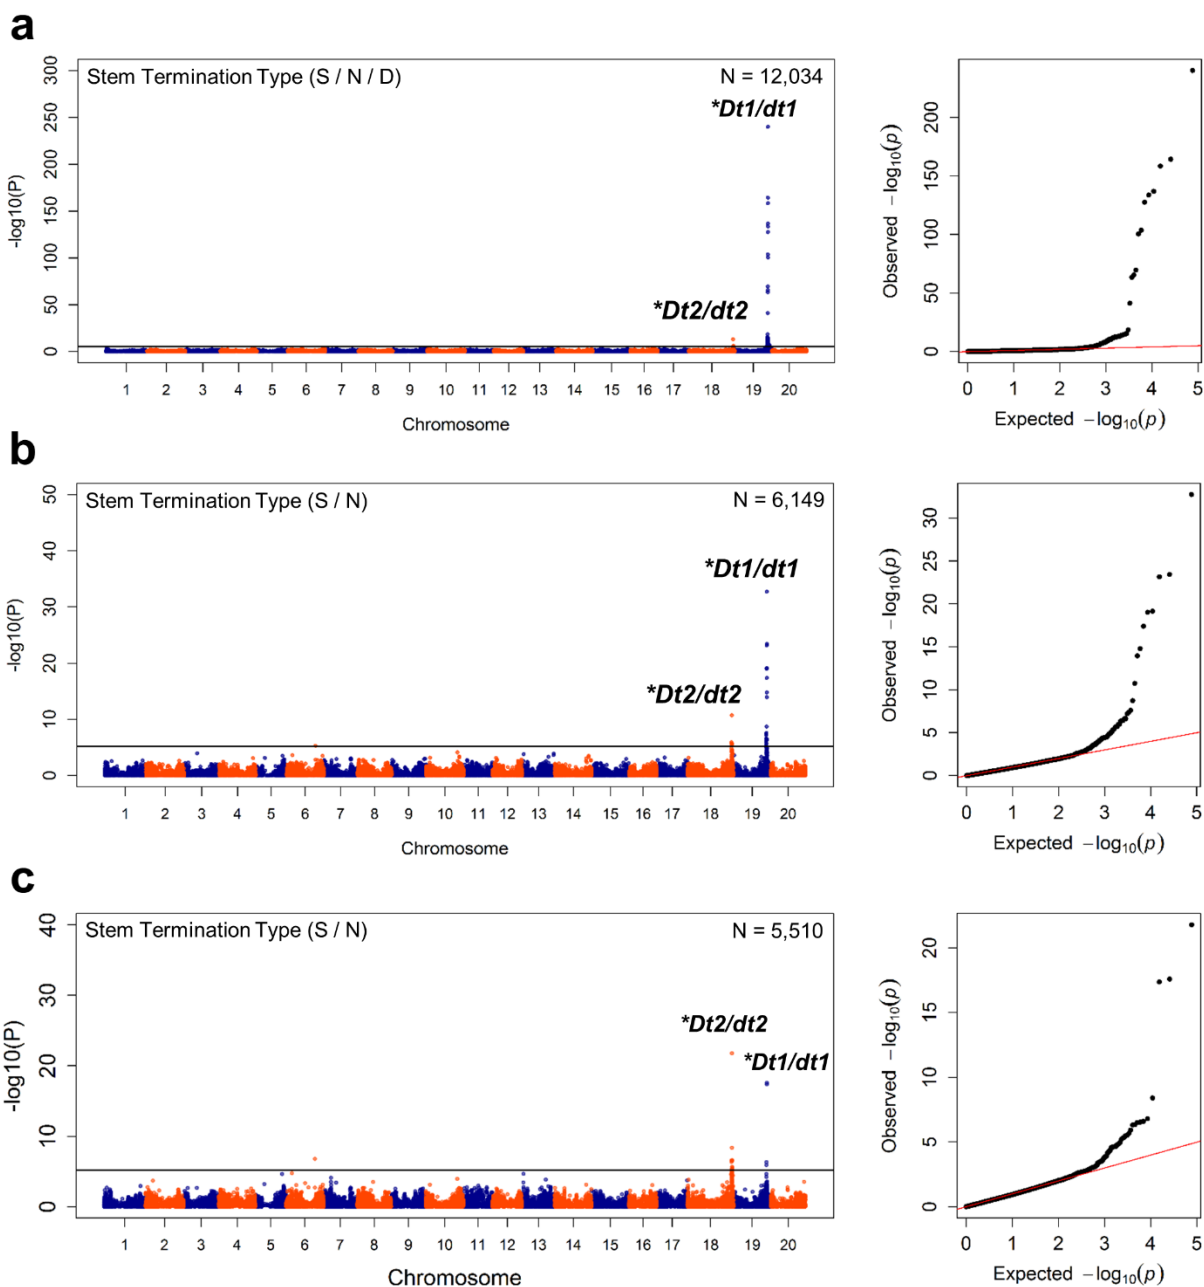 a
Stem Termination Type (S / N / D)
N = 12,034
*Dt1/dt1
*Dt2/dt2
-log10(P)
300
250
200
150
100
50
0
1 2 3 4 5 6 7 8 9 10 11 12 13 14 15 16 17 18 19 20
Chromosome
Observed −log10(p)
200
150
100
50
0
0 1 2 3 4 5
Expected −log10(p)
b
Stem Termination Type (S / N)
N = 6,149
*Dt1/dt1
*Dt2/dt2
-log10(P)
50
40
30
20
10
0
1 2 3 4 5 6 7 8 9 10 11 12 13 14 15 16 17 18 19 20
Chromosome
Observed −log10(p)
30
25
20
15
10
5
0
0 1 2 3 4 5
Expected −log10(p)
c
Stem Termination Type (S / N)
N = 5,510
*Dt2/dt2
*Dt1/dt1
-log10(P)
40
30
20
10
0
1 2 3 4 5 6 7 8 9 10 11 12 13 14 15 16 17 18 19 20
Chromosome
Observed −log10(p)
20
15
10
5
0
0 1 2 3 4 5
Expected −log10(p)